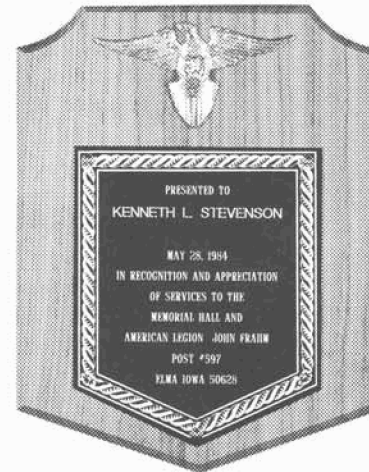 PRESENTED TO
KENNETH L. STEVENSON
MAY 28, 1984
IN RECOGNITION AND APPRECIATION
OF SERVICES TO THE
MEMORIAL HALL AND
AMERICAN LEGION JOHN FRAHM
POST #597
ELMA IOWA 50628